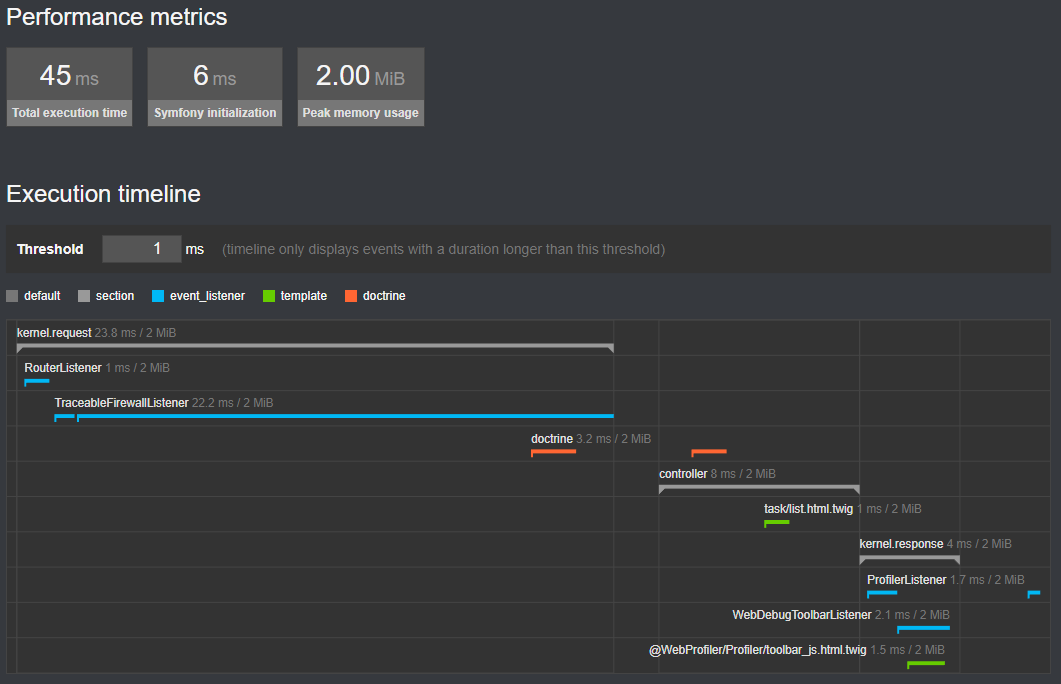 Performance metrics
45 ms
6 ms
2.00 MiB
Total execution time
Symfony initialization
Peak memory usage
Execution timeline
Threshold 1 ms (timeline only displays events with a duration longer than this threshold)
default section event_listener template doctrine
kernel.request 23.8 ms / 2 MiB
RouterListener 1 ms / 2 MiB
TraceableFirewallListener 22.2 ms / 2 MiB
doctrine 3.2 ms / 2 MiB
controller 8 ms / 2 MiB
task/list.html.twig 1 ms / 2 MiB
kernel.response 4 ms / 2 MiB
ProfilerListener 1.7 ms / 2 MiB
WebDebugToolbarListener 2.1 ms / 2 MiB
@WebProfiler/Profiler/toolbar_js.html.twig 1.5 ms / 2 MiB